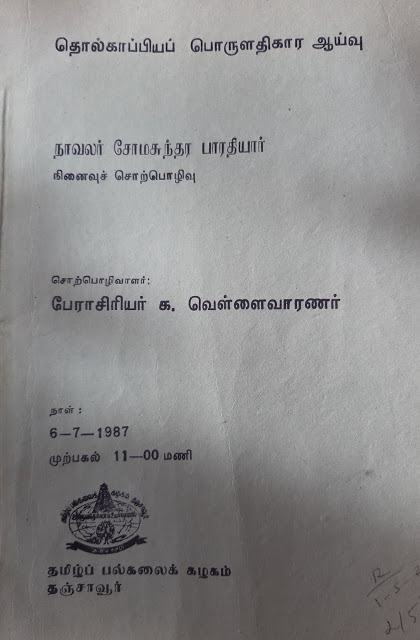 தொல்காப்பியப் பொருளதிகார ஆய்வு
நாவலர் சோமசுந்தர பாரதியார்
நினைவுச் சொற்பொழிவு
சொற்பொழிவாளர்:
பேராசிரியர் க. வெள்ளைவாரணர்
நாள் :
6—7—1987
முற்பகல் 11—00 மணி
தமிழ்ப் பல்கலைக் கழகம்
தஞ்சாவூர்